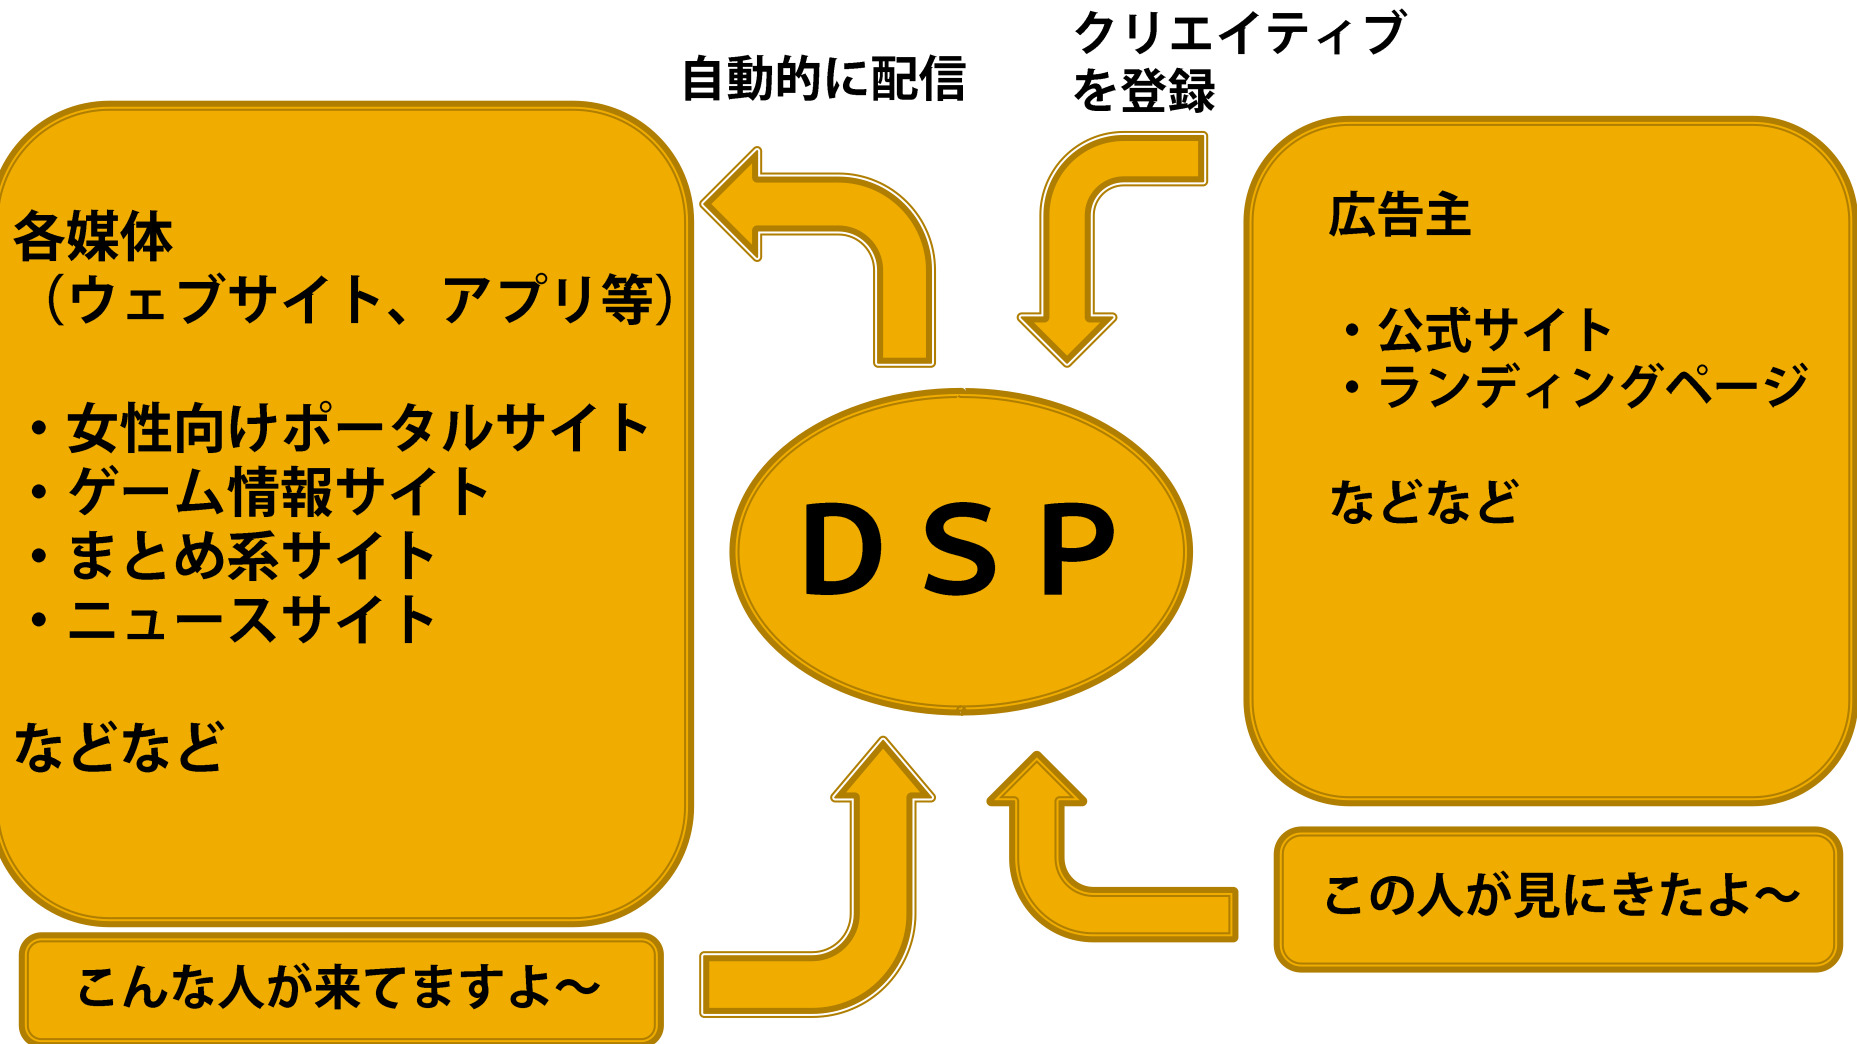 自動的に配信
クリエイティブ
を登録
各媒体
（ウェブサイト、アプリ等）
・女性向けポータルサイト
・ゲーム情報サイト
・まとめ系サイト
・ニュースサイト
などなど
ＤＳＰ
広告主
・公式サイト
・ランディングページ
などなど
こんな人が来てますよ～
この人が見にきたよ～